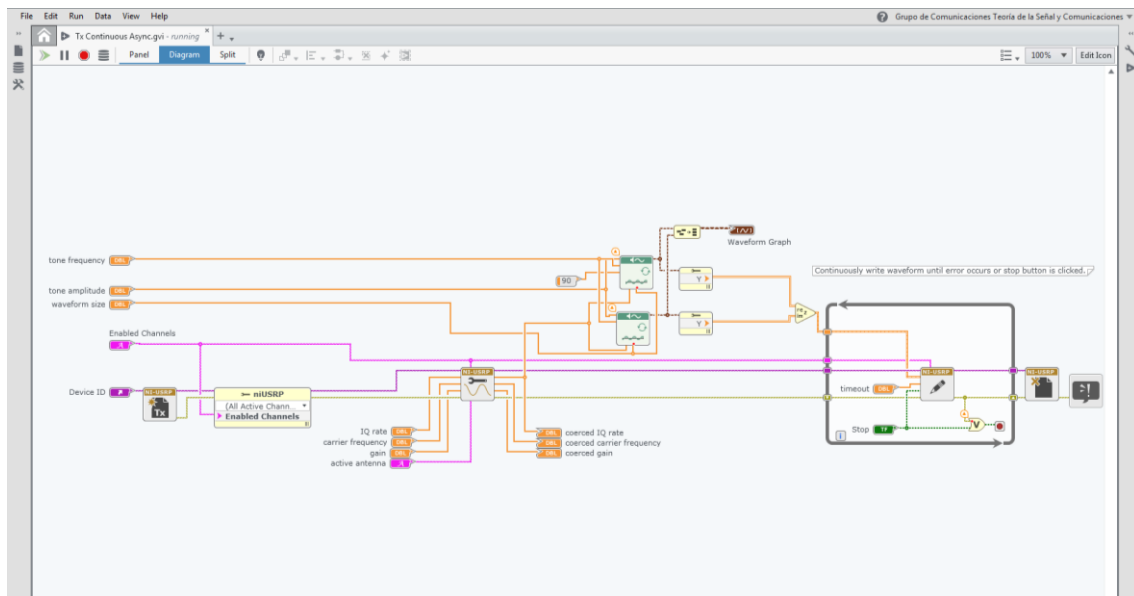 File Edit Run Data View Help
Grupo de Comunicaciones Teoría de la Señal y Comunicaciones
Tx Continuous Async.gvi - running
Panel Diagram Split 100% Edit Icon
Waveform Graph
tone frequency DBL
90
Y
Continuously write waveform until error occurs or stop button is clicked.
tone amplitude DBL
waveform size DBL
Y
Enabled Channels
NI-USRP
NI-USRP
NI-USRP
timeout DBL
Device ID
NI-USRP
Tx
niUSRP
(All Active Chann...
Enabled Channels
Stop TF
V
i
IQ rate DBL
carrier frequency DBL
gain DBL
active antenna
DBL coerced IQ rate
DBL coerced carrier frequency
DBL coerced gain